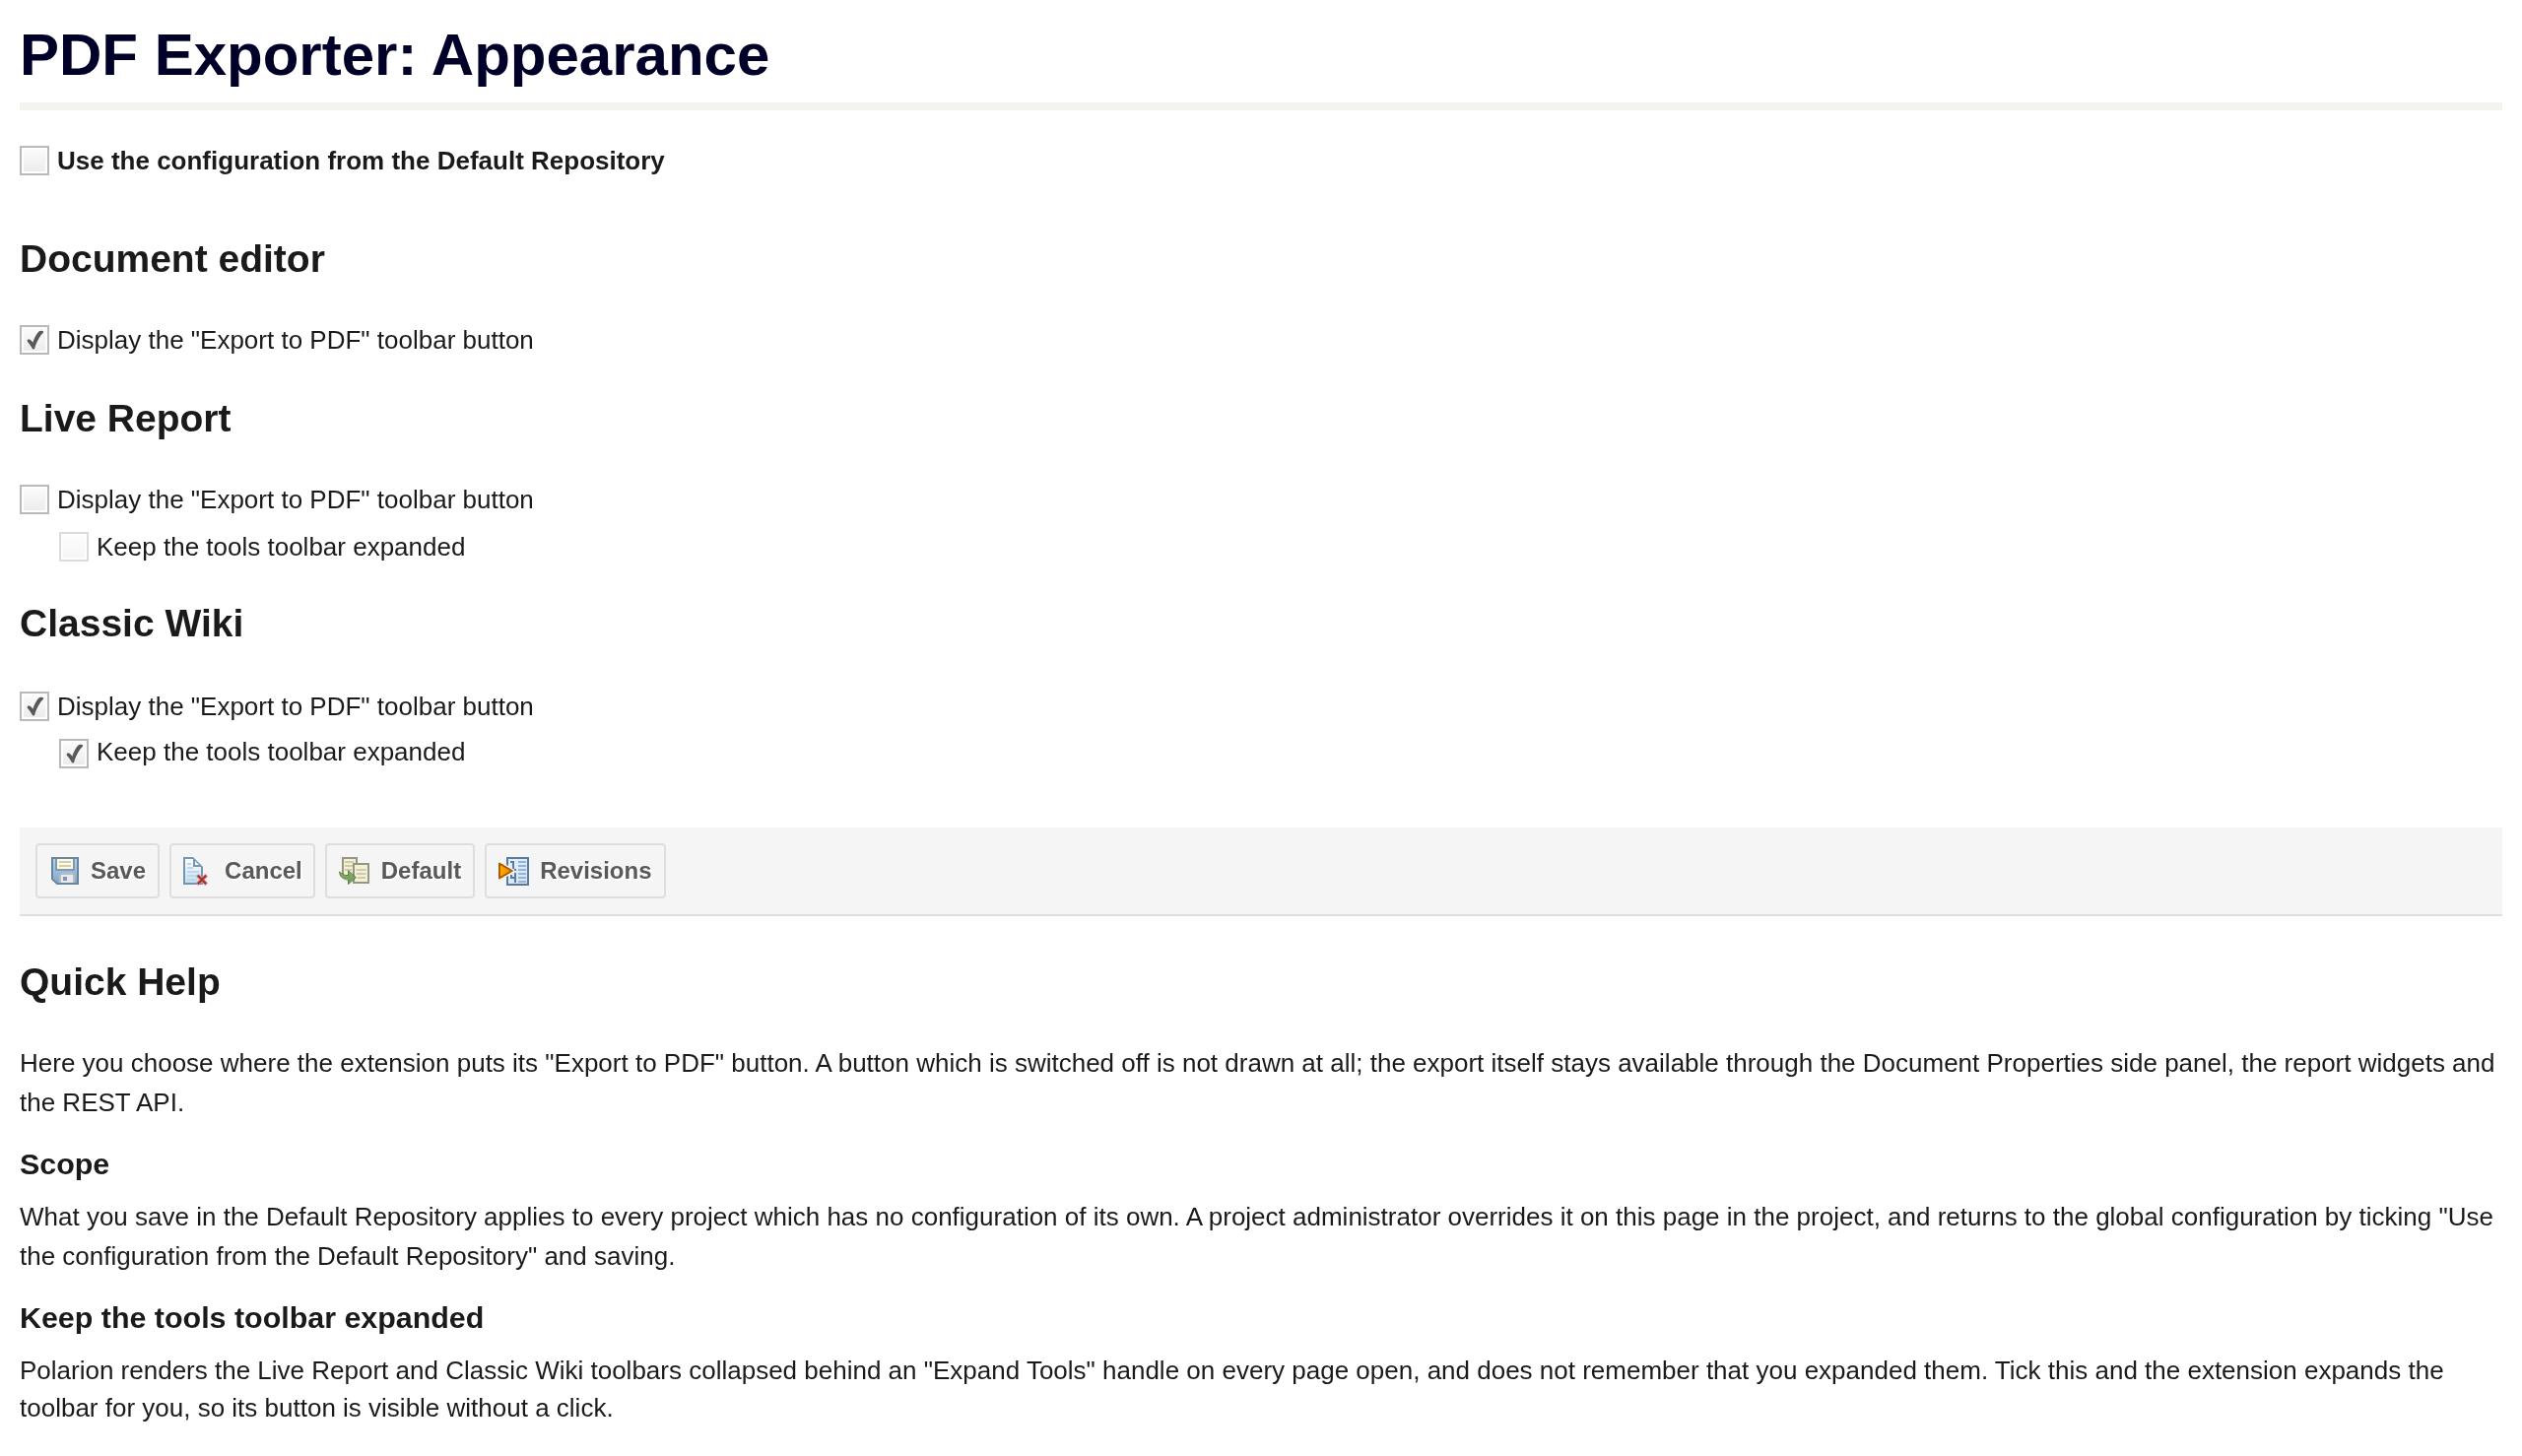 PDF Exporter: Appearance
Use the configuration from the Default Repository
Document editor
Display the "Export to PDF" toolbar button
Live Report
Display the "Export to PDF" toolbar button
Keep the tools toolbar expanded
Classic Wiki
Display the "Export to PDF" toolbar button
Keep the tools toolbar expanded
Save Cancel Default Revisions
Quick Help
Here you choose where the extension puts its "Export to PDF" button. A button which is switched off is not drawn at all; the export itself stays available through the Document Properties side panel, the report widgets and
the REST API.
Scope
What you save in the Default Repository applies to every project which has no configuration of its own. A project administrator overrides it on this page in the project, and returns to the global configuration by ticking "Use
the configuration from the Default Repository" and saving.
Keep the tools toolbar expanded
Polarion renders the Live Report and Classic Wiki toolbars collapsed behind an "Expand Tools" handle on every page open, and does not remember that you expanded them. Tick this and the extension expands the
toolbar for you, so its button is visible without a click.